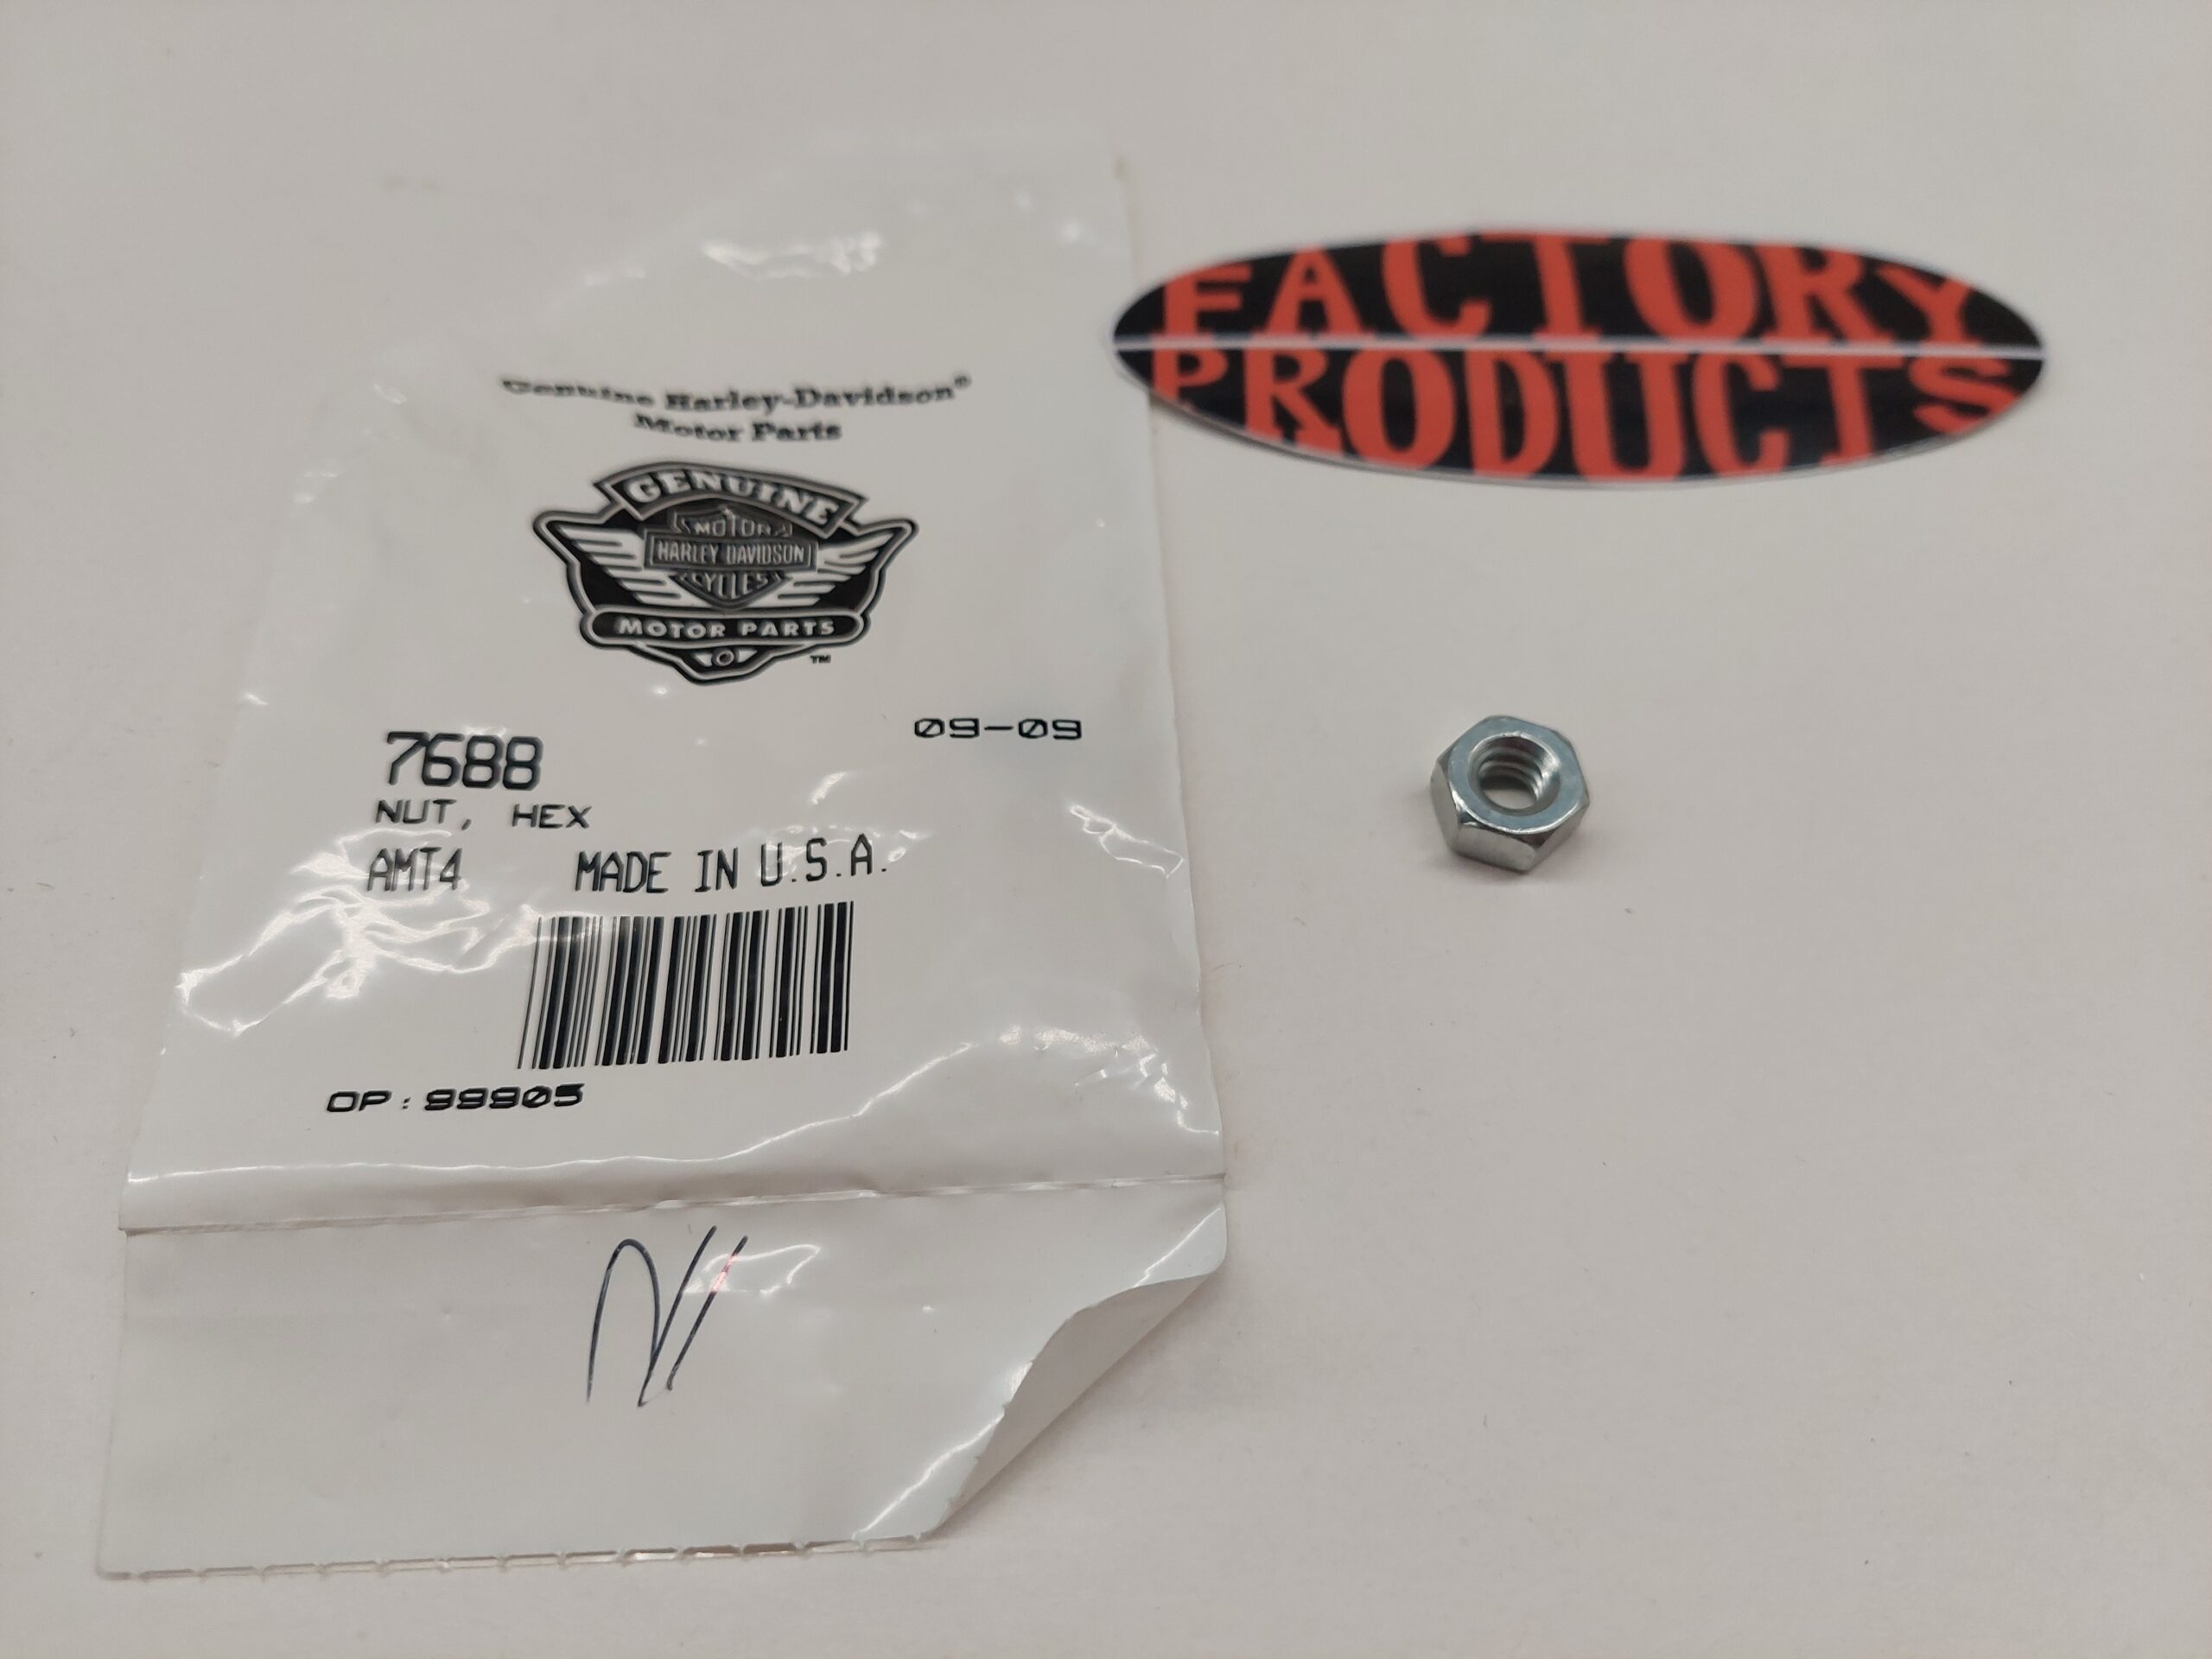 Genuine Harley-Davidson®
Motor Parts
GENUINE
MOTOR
HARLEY-DAVIDSON
CYCLES
MOTOR PARTS
™
09-09
7688
NUT, HEX
AMT4 MADE IN U.S.A.
OP:99905
FACTORY
PRODUCTS